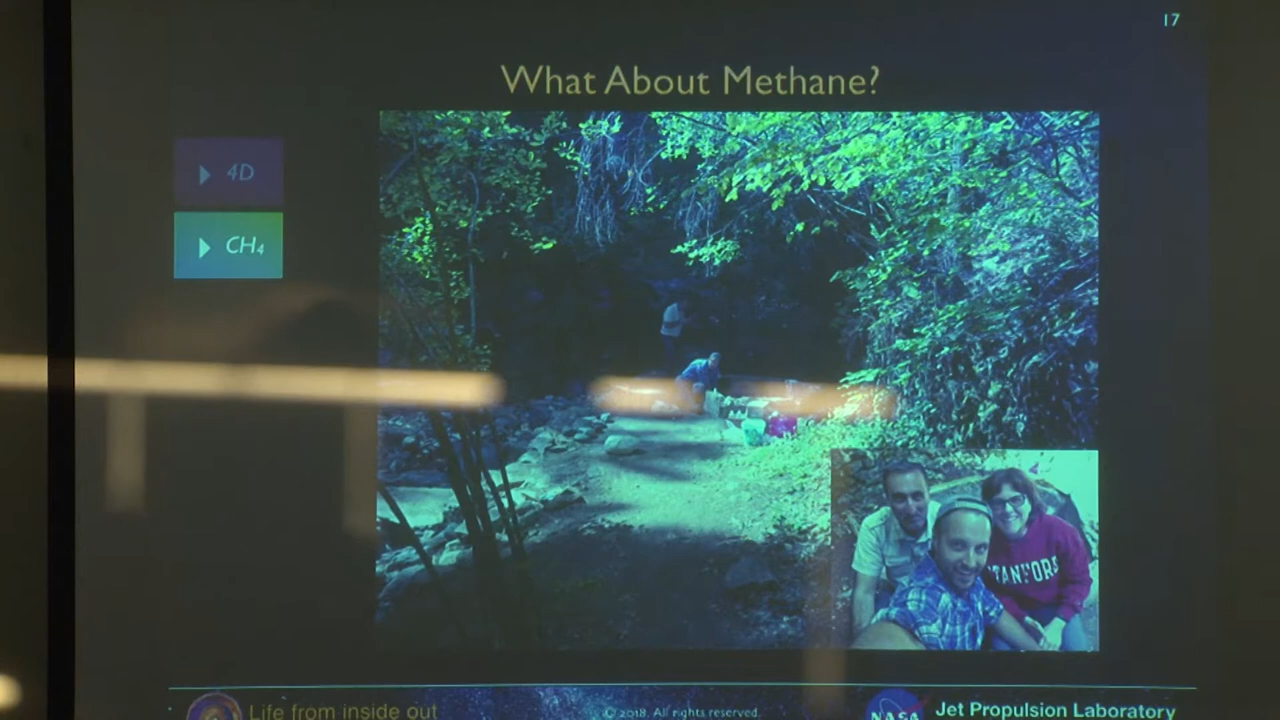 17
What About Methane?
4D
CH₄
STANFORD
Life from inside out
© 2018. All rights reserved.
NASA
Jet Propulsion Laboratory